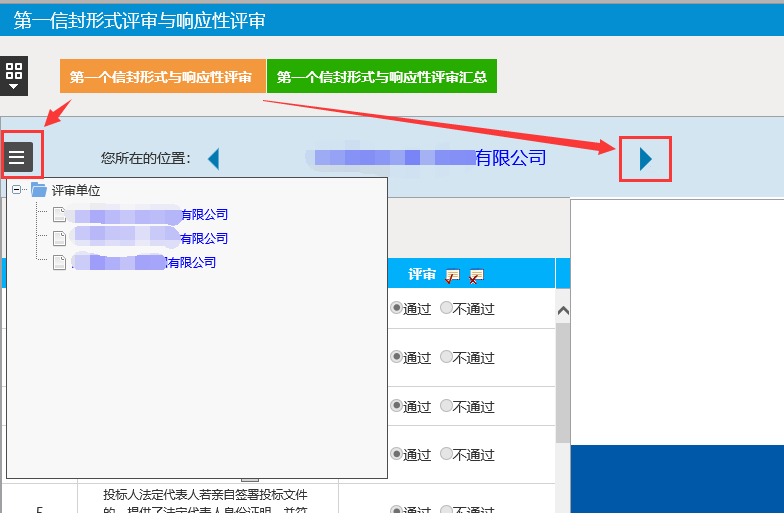 第一信封形式评审与响应性评审
第一个信封形式与响应性评审 第一个信封形式与响应性评审汇总
您所在的位置： 有限公司
评审单位
有限公司
有限公司
有限公司
评审
通过 不通过
通过 不通过
通过 不通过
通过 不通过
投标人法定代表人若亲自签署投标文件
5 的，提供了法定代表人身份证明，并符 通过 不通过